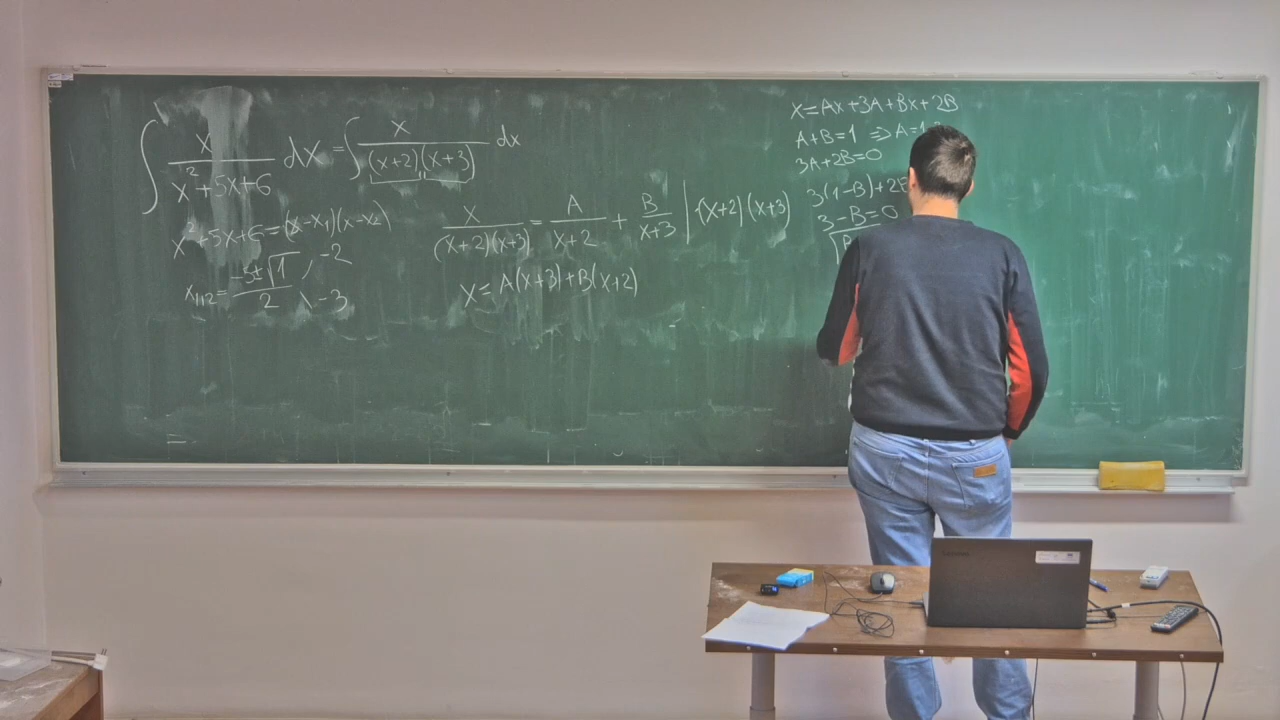 ∫ x/(x²+5x+6) dx = ∫ x/((x+2)(x+3)) dx
x²+5x+6=(x-x₁)(x-x₂)
x₁,₂ = (-5±√1)/2
-2
-3
x/((x+2)(x+3)) = A/(x+2) + B/(x+3) | ·(x+2)(x+3)
x = A(x+3)+B(x+2)
x=Ax+3A+Bx+2B
A+B=1 ⇒ A=1-
3A+2B=0
3(1-B)+2B
3-B=0